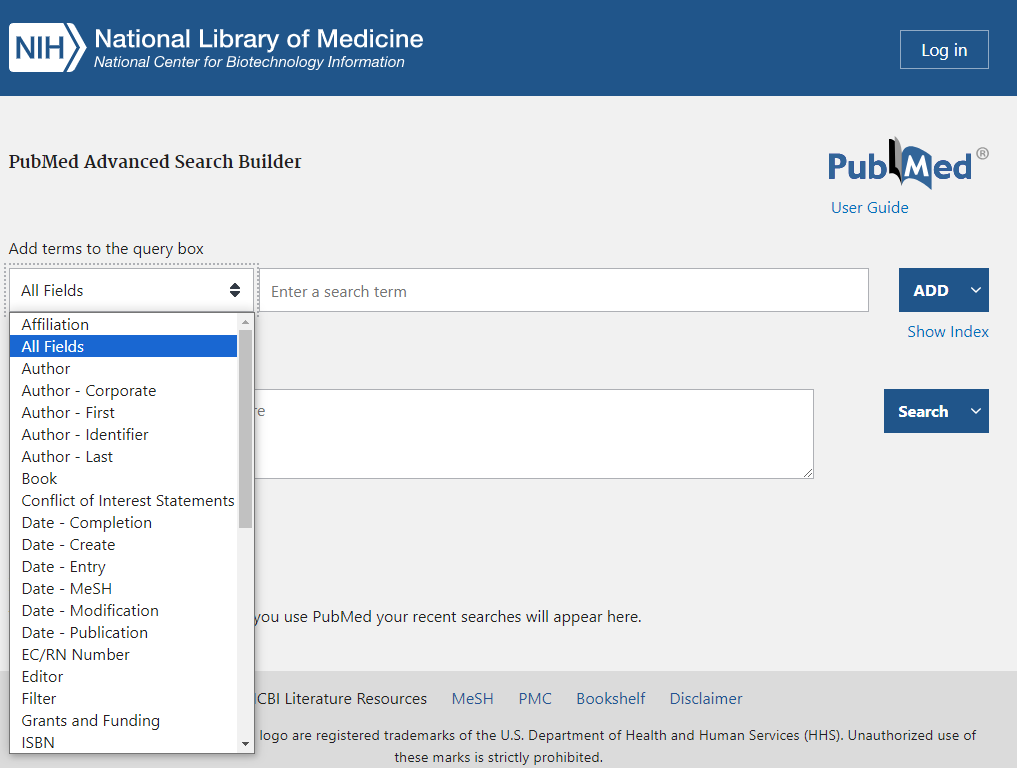 NIH
National Library of Medicine
National Center for Biotechnology Information
Log in
PubMed Advanced Search Builder
PubMed®
User Guide
Add terms to the query box
All Fields
Enter a search term
ADD
Show Index
Affiliation
All Fields
Author
Author - Corporate
Author - First
Author - Identifier
Author - Last
Book
Conflict of Interest Statements
Date - Completion
Date - Create
Date - Entry
Date - MeSH
Date - Modification
Date - Publication
EC/RN Number
Editor
Filter
Grants and Funding
ISBN
re
Search
you use PubMed your recent searches will appear here.
CBI Literature Resources MeSH PMC Bookshelf Disclaimer
logo are registered trademarks of the U.S. Department of Health and Human Services (HHS). Unauthorized use of
these marks is strictly prohibited.